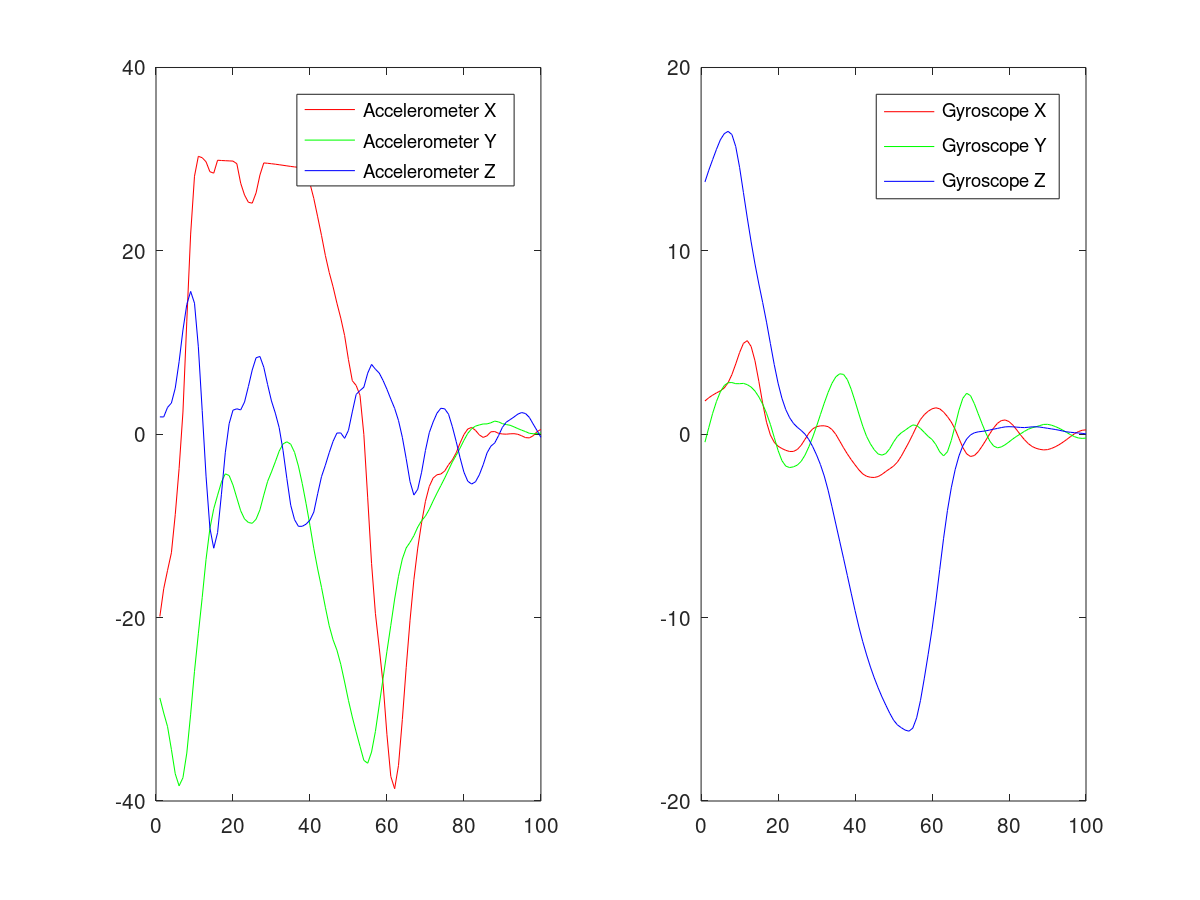 40
20
0
-20
-40
0 20 40 60 80 100
Accelerometer X
Accelerometer Y
Accelerometer Z
20
10
0
-10
-20
0 20 40 60 80 100
Gyroscope X
Gyroscope Y
Gyroscope Z